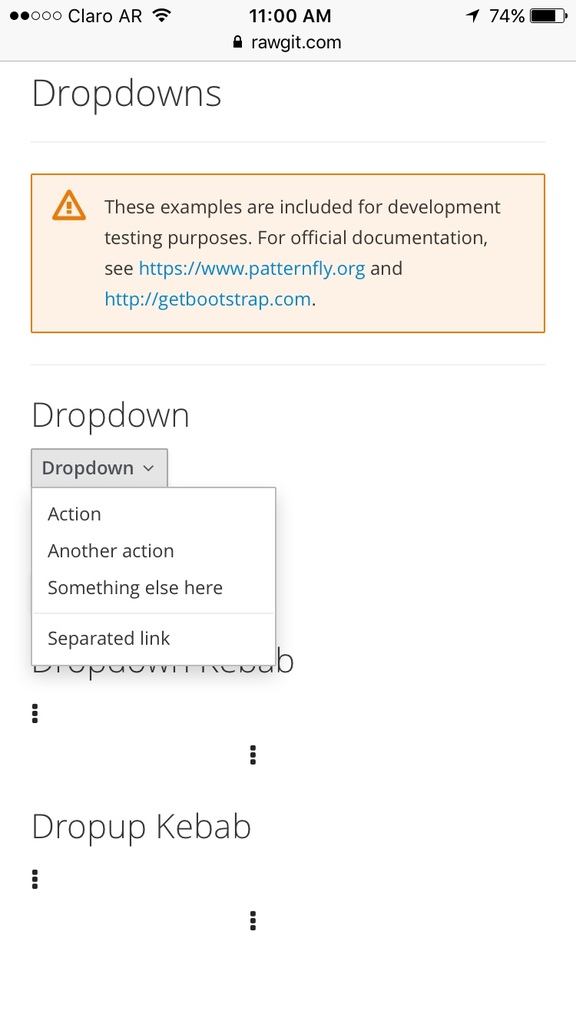 Claro AR 11:00 AM 74%
rawgit.com
Dropdowns
These examples are included for development
testing purposes. For official documentation,
see https://www.patternfly.org and
http://getbootstrap.com.
Dropdown
Dropdown
Action
Another action
Something else here
Separated link
Dropdown Kebab
Dropup Kebab